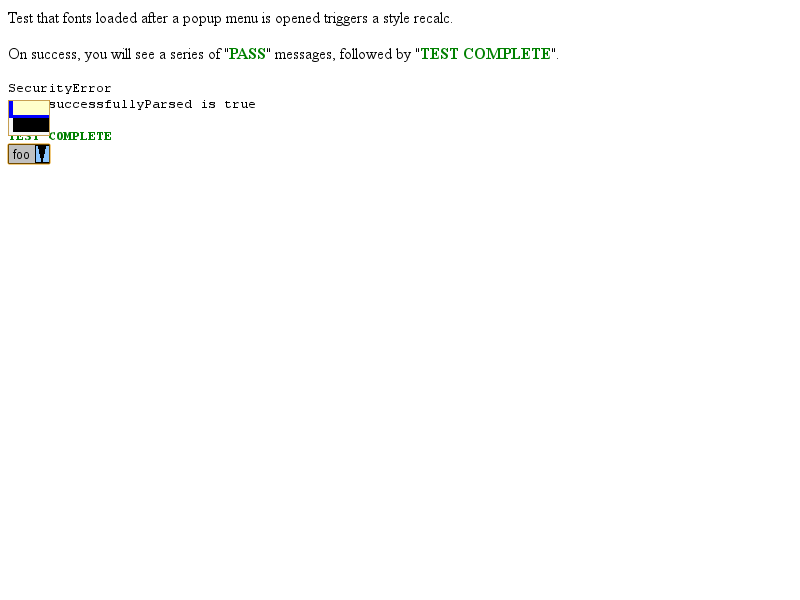 Test that fonts loaded after a popup menu is opened triggers a style recalc.
On success, you will see a series of "PASS" messages, followed by "TEST COMPLETE".
SecurityError
successfullyParsed is true
TEST COMPLETE
foo